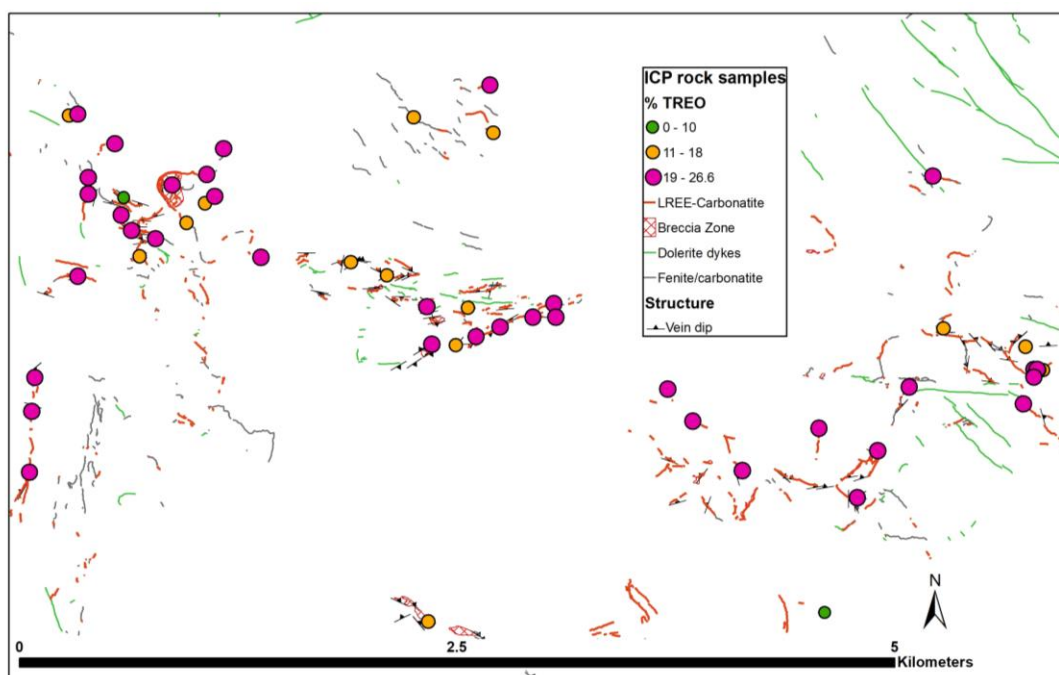 ICP rock samples
% TREO
0 - 10
11 - 18
19 - 26.6
LREE-Carbonatite
Breccia Zone
Dolerite dykes
Fenite/carbonatite
Structure
Vein dip
N
0
2.5
5
Kilometers